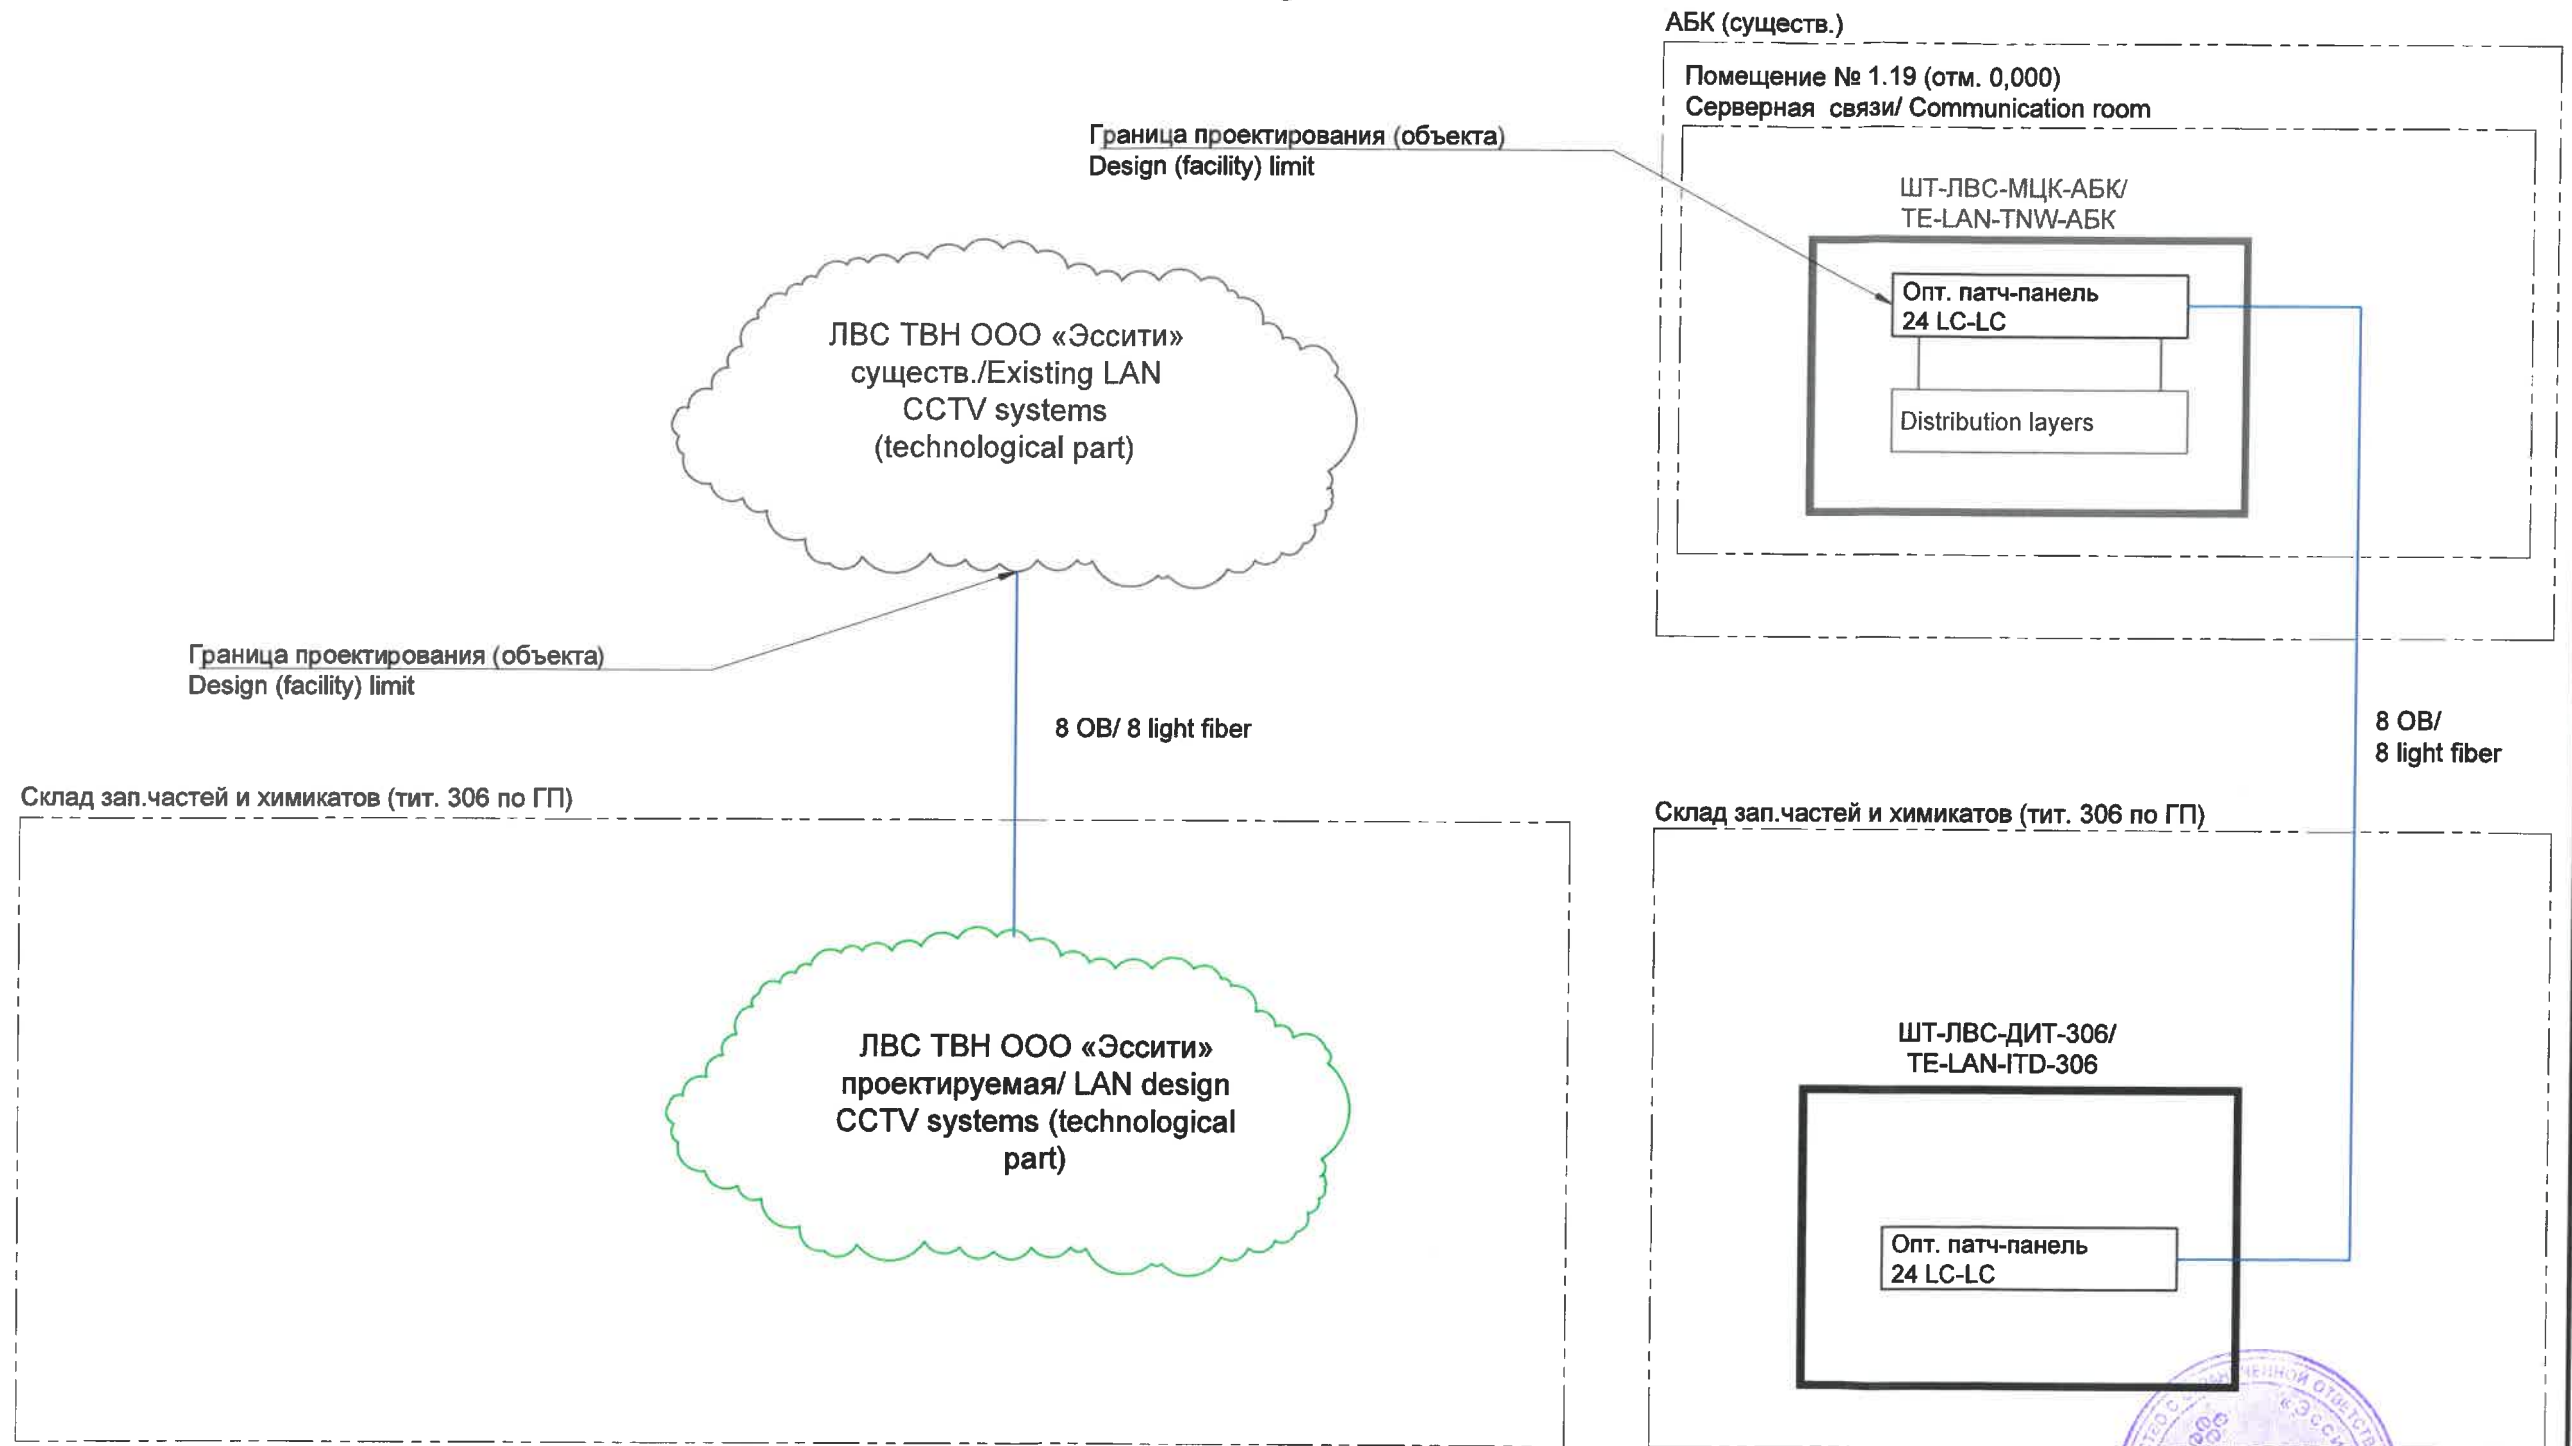 АБК (существ.)
Помещение № 1.19 (отм. 0,000)
Серверная связи/ Communication room
Граница проектирования (объекта)
Design (facility) limit
ШТ-ЛВС-МЦК-АБК/
TE-LAN-TNW-АБК
Опт. патч-панель
24 LC-LC
Distribution layers
ЛВС ТВН ООО «Эссити»
существ./Existing LAN
CCTV systems
(technological part)
Граница проектирования (объекта)
Design (facility) limit
8 ОВ/ 8 light fiber
8 ОВ/
8 light fiber
Склад зап.частей и химикатов (тит. 306 по ГП)
ЛВС ТВН ООО «Эссити»
проектируемая/ LAN design
CCTV systems (technological
part)
Склад зап.частей и химикатов (тит. 306 по ГП)
ШТ-ЛВС-ДИТ-306/
TE-LAN-ITD-306
Опт. патч-панель
24 LC-LC